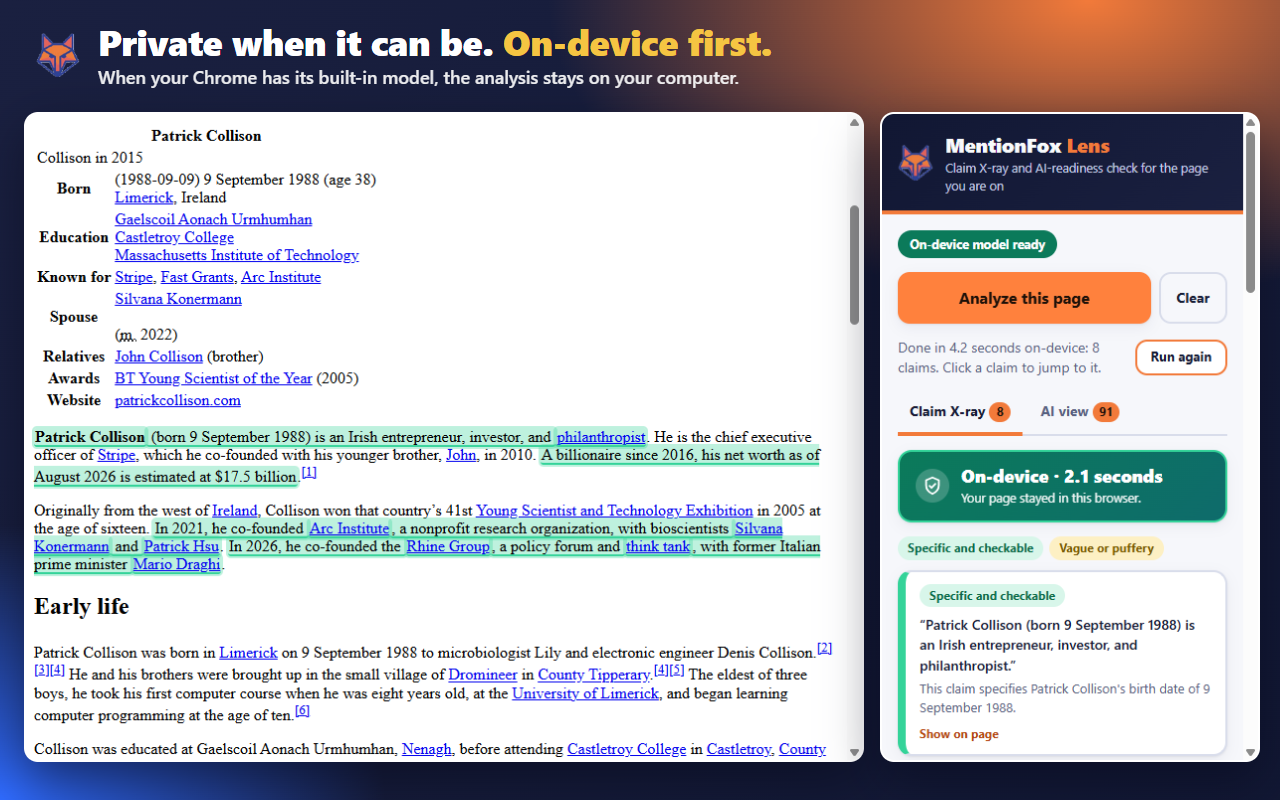 Private when it can be. On-device first.
When your Chrome has its built-in model, the analysis stays on your computer.
Patrick Collison
Collison in 2015
Born
(1988-09-09) 9 September 1988 (age 38)
Limerick, Ireland
Education
Gaelscoil Aonach Urmhumhan
Castletroy College
Massachusetts Institute of Technology
Known for Stripe, Fast Grants, Arc Institute
Spouse
Silvana Konermann
(m. 2022)
Relatives John Collison (brother)
Awards BT Young Scientist of the Year (2005)
Website patrickcollison.com
Patrick Collison (born 9 September 1988) is an Irish entrepreneur, investor, and philanthropist. He is the chief executive
officer of Stripe, which he co-founded with his younger brother, John, in 2010. A billionaire since 2016, his net worth as of
August 2026 is estimated at $17.5 billion.[1]
Originally from the west of Ireland, Collison won that country's 41st Young Scientist and Technology Exhibition in 2005 at
the age of sixteen. In 2021, he co-founded Arc Institute, a nonprofit research organization, with bioscientists Silvana
Konermann and Patrick Hsu. In 2026, he co-founded the Rhine Group, a policy forum and think tank, with former Italian
prime minister Mario Draghi.
Early life
Patrick Collison was born in Limerick on 9 September 1988 to microbiologist Lily and electronic engineer Denis Collison.[2]
[3][4] He and his brothers were brought up in the small village of Dromineer in County Tipperary.[4][5] The eldest of three
boys, he took his first computer course when he was eight years old, at the University of Limerick, and began learning
computer programming at the age of ten.[6]
Collison was educated at Gaelscoil Aonach Urmhumhan, Nenagh, before attending Castletroy College in Castletroy, County
MentionFox Lens
Claim X-ray and AI-readiness check for the page
you are on
On-device model ready
Analyze this page
Clear
Done in 4.2 seconds on-device: 8
claims. Click a claim to jump to it.
Run again
Claim X-ray 8
AI view 91
On-device · 2.1 seconds
Your page stayed in this browser.
Specific and checkable
Vague or puffery
Specific and checkable
“Patrick Collison (born 9 September 1988) is
an Irish entrepreneur, investor, and
philanthropist.”
This claim specifies Patrick Collison's birth date of 9
September 1988.
Show on page